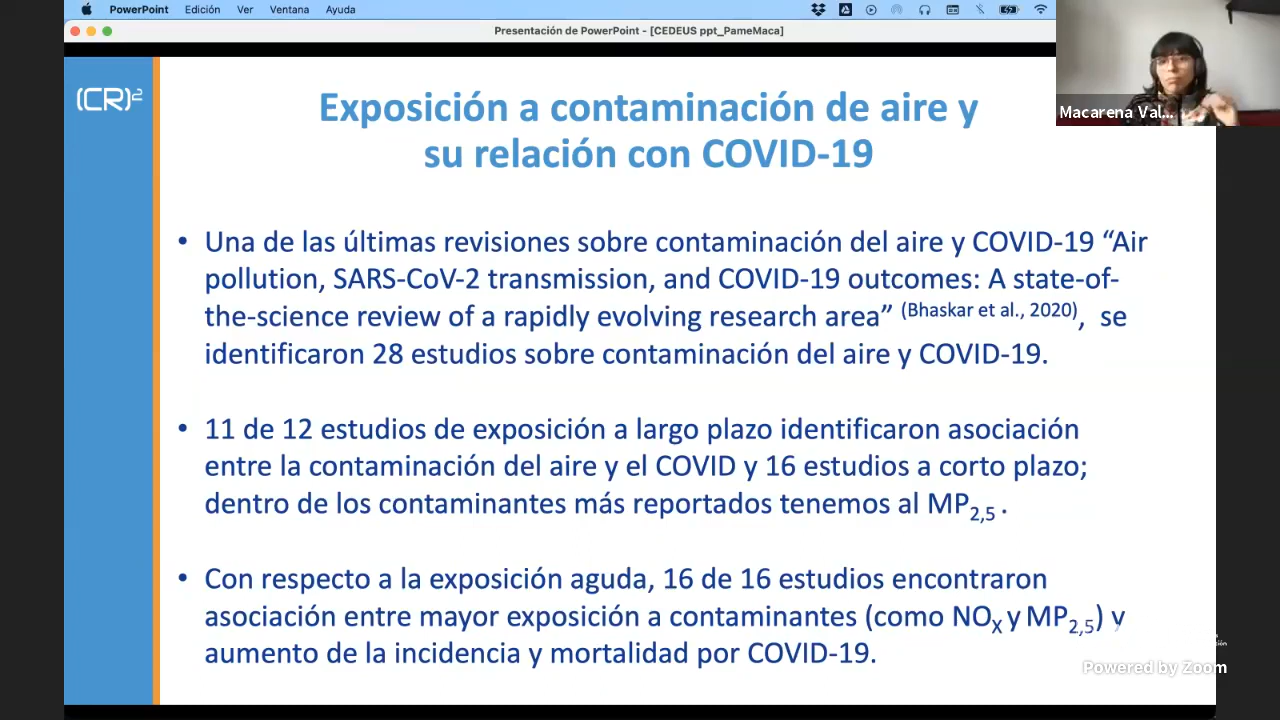 PowerPoint Edición Ver Ventana Ayuda
Presentación de PowerPoint - [CEDEUS ppt_PameMaca]
(CR)2
Macarena Val...
Exposición a contaminación de aire y
su relación con COVID-19
• Una de las últimas revisiones sobre contaminación del aire y COVID-19 “Air
pollution, SARS-CoV-2 transmission, and COVID-19 outcomes: A state-of-
the-science review of a rapidly evolving research area” (Bhaskar et al., 2020), se
identificaron 28 estudios sobre contaminación del aire y COVID-19.
• 11 de 12 estudios de exposición a largo plazo identificaron asociación
entre la contaminación del aire y el COVID y 16 estudios a corto plazo;
dentro de los contaminantes más reportados tenemos al MP2,5 .
• Con respecto a la exposición aguda, 16 de 16 estudios encontraron
asociación entre mayor exposición a contaminantes (como NOX y MP2,5) y
aumento de la incidencia y mortalidad por COVID-19.
Powered by Zoom